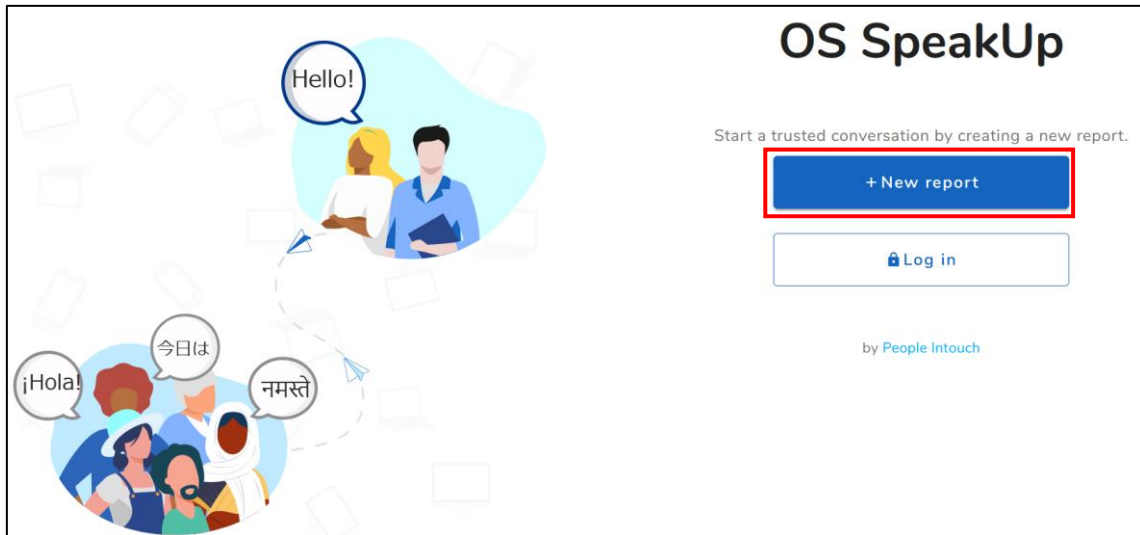 OS SpeakUp
Hello!
Start a trusted conversation by creating a new report.
+ New report
Log in
by People Intouch
今日は
¡Hola!
नमस्ते